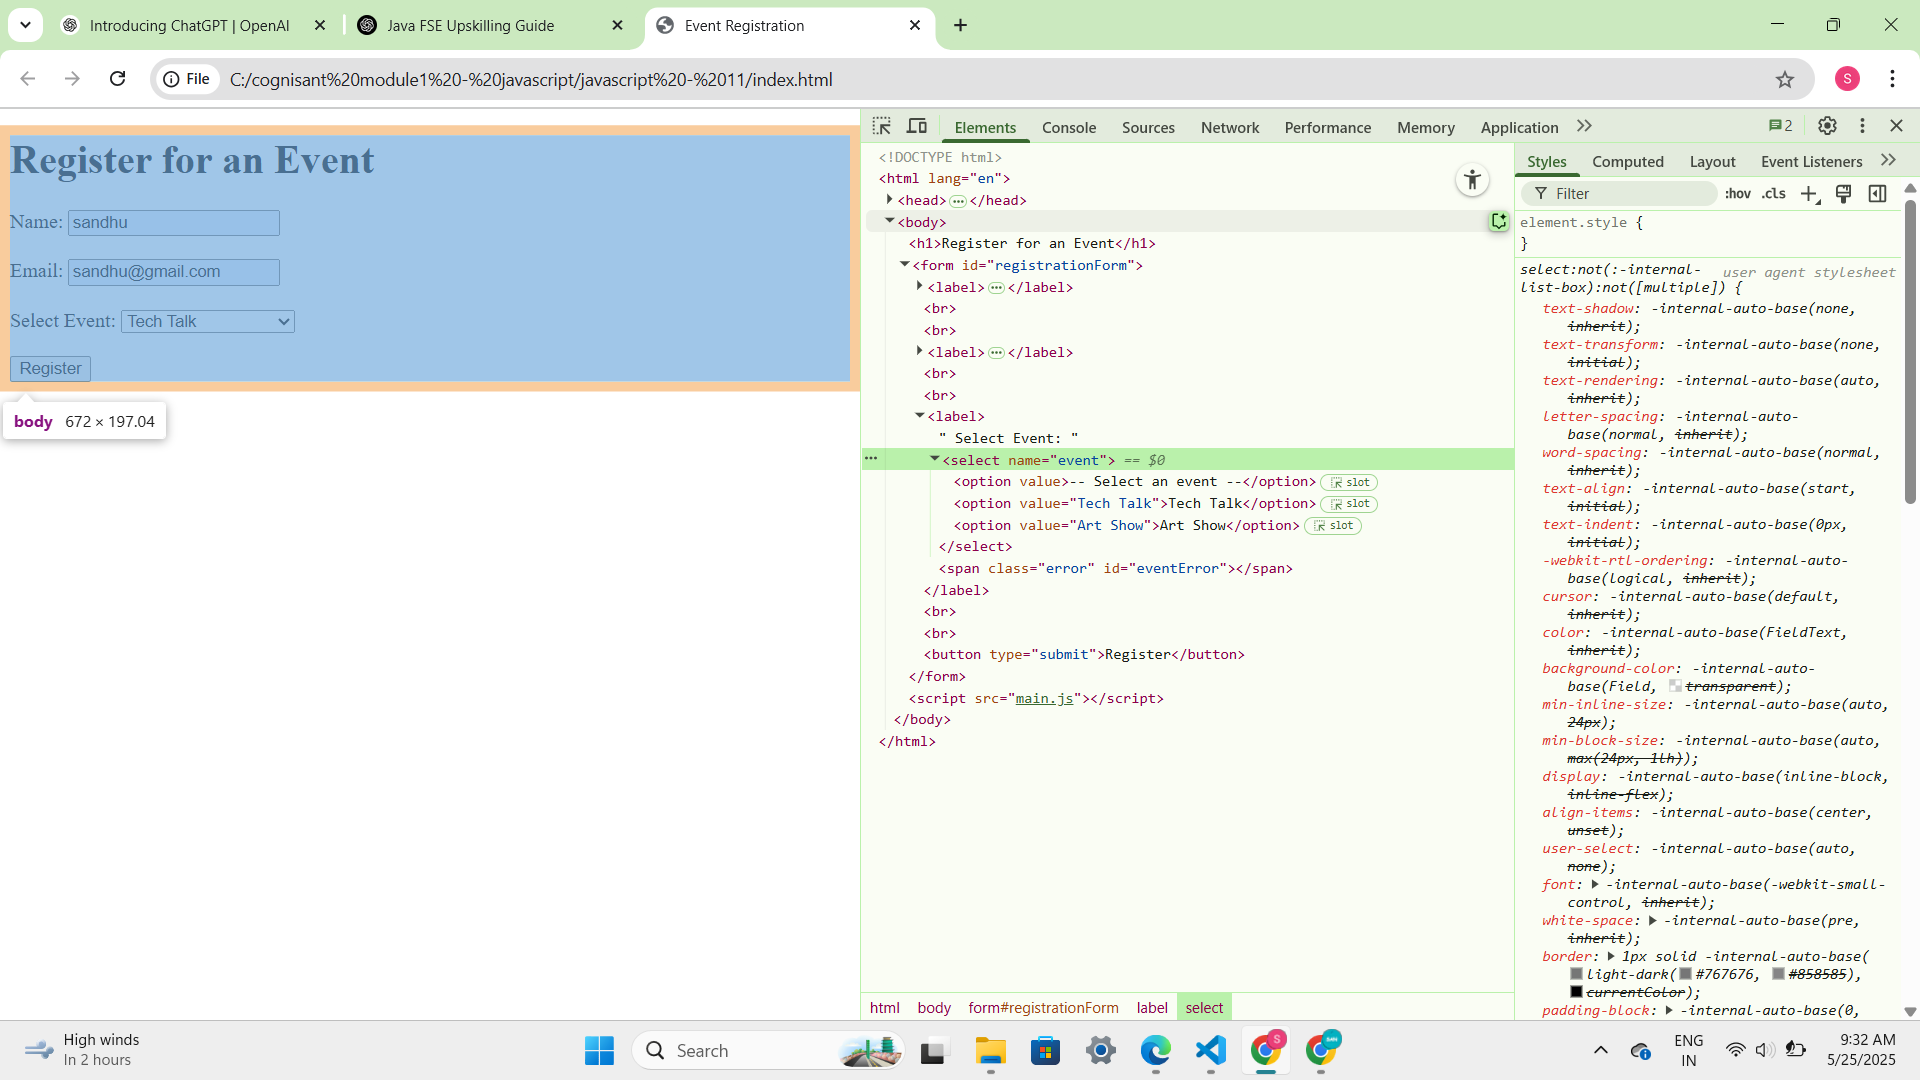 Introducing ChatGPT | OpenAI
Java FSE Upskilling Guide
Event Registration
File
C:/cognisant%20module1%20-%20javascript/javascript%20-%2011/index.html
S
Register for an Event
Name: sandhu
Email: sandhu@gmail.com
Select Event: Tech Talk
Register
body 672 × 197.04
Elements
Console
Sources
Network
Performance
Memory
Application
2
<!DOCTYPE html>
<html lang="en">
<head> ••• </head>
<body>
<h1>Register for an Event</h1>
<form id="registrationForm">
<label> ••• </label>
<br>
<br>
<label> ••• </label>
<br>
<br>
<label>
" Select Event: "
••• <select name="event"> == $0
<option value>-- Select an event --</option> slot
<option value="Tech Talk">Tech Talk</option> slot
<option value="Art Show">Art Show</option> slot
</select>
<span class="error" id="eventError"></span>
</label>
<br>
<br>
<button type="submit">Register</button>
</form>
<script src="main.js"></script>
</body>
</html>
html body form#registrationForm label select
Styles
Computed
Layout
Event Listeners
Filter
:hov
.cls
element.style {
}
select:not(:-internal- user agent stylesheet
list-box):not([multiple]) {
text-shadow: -internal-auto-base(none,
inherit);
text-transform: -internal-auto-base(none,
initial);
text-rendering: -internal-auto-base(auto,
inherit);
letter-spacing: -internal-auto-
base(normal, inherit);
word-spacing: -internal-auto-base(normal,
inherit);
text-align: -internal-auto-base(start,
initial);
text-indent: -internal-auto-base(0px,
initial);
-webkit-rtl-ordering: -internal-auto-
base(logical, inherit);
cursor: -internal-auto-base(default,
inherit);
color: -internal-auto-base(FieldText,
inherit);
background-color: -internal-auto-
base(Field, transparent);
min-inline-size: -internal-auto-base(auto,
24px);
min-block-size: -internal-auto-base(auto,
max(24px, 1lh));
display: -internal-auto-base(inline-block,
inline-flex);
align-items: -internal-auto-base(center,
unset);
user-select: -internal-auto-base(auto,
none);
font: -internal-auto-base(-webkit-small-
control, inherit);
white-space: -internal-auto-base(pre,
inherit);
border: 1px solid -internal-auto-base(
light-dark(#767676, #858585),
currentColor);
padding-block: -internal-auto-base(0,
High winds
In 2 hours
Search
S
ENG
IN
9:32 AM
5/25/2025